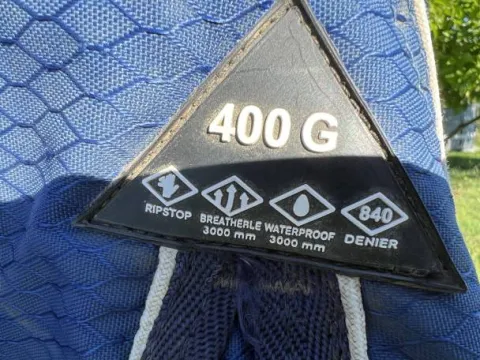 400 G
840
RIPSTOP
BREATHERLE
3000 mm
WATERPROOF
3000 mm
DENIER